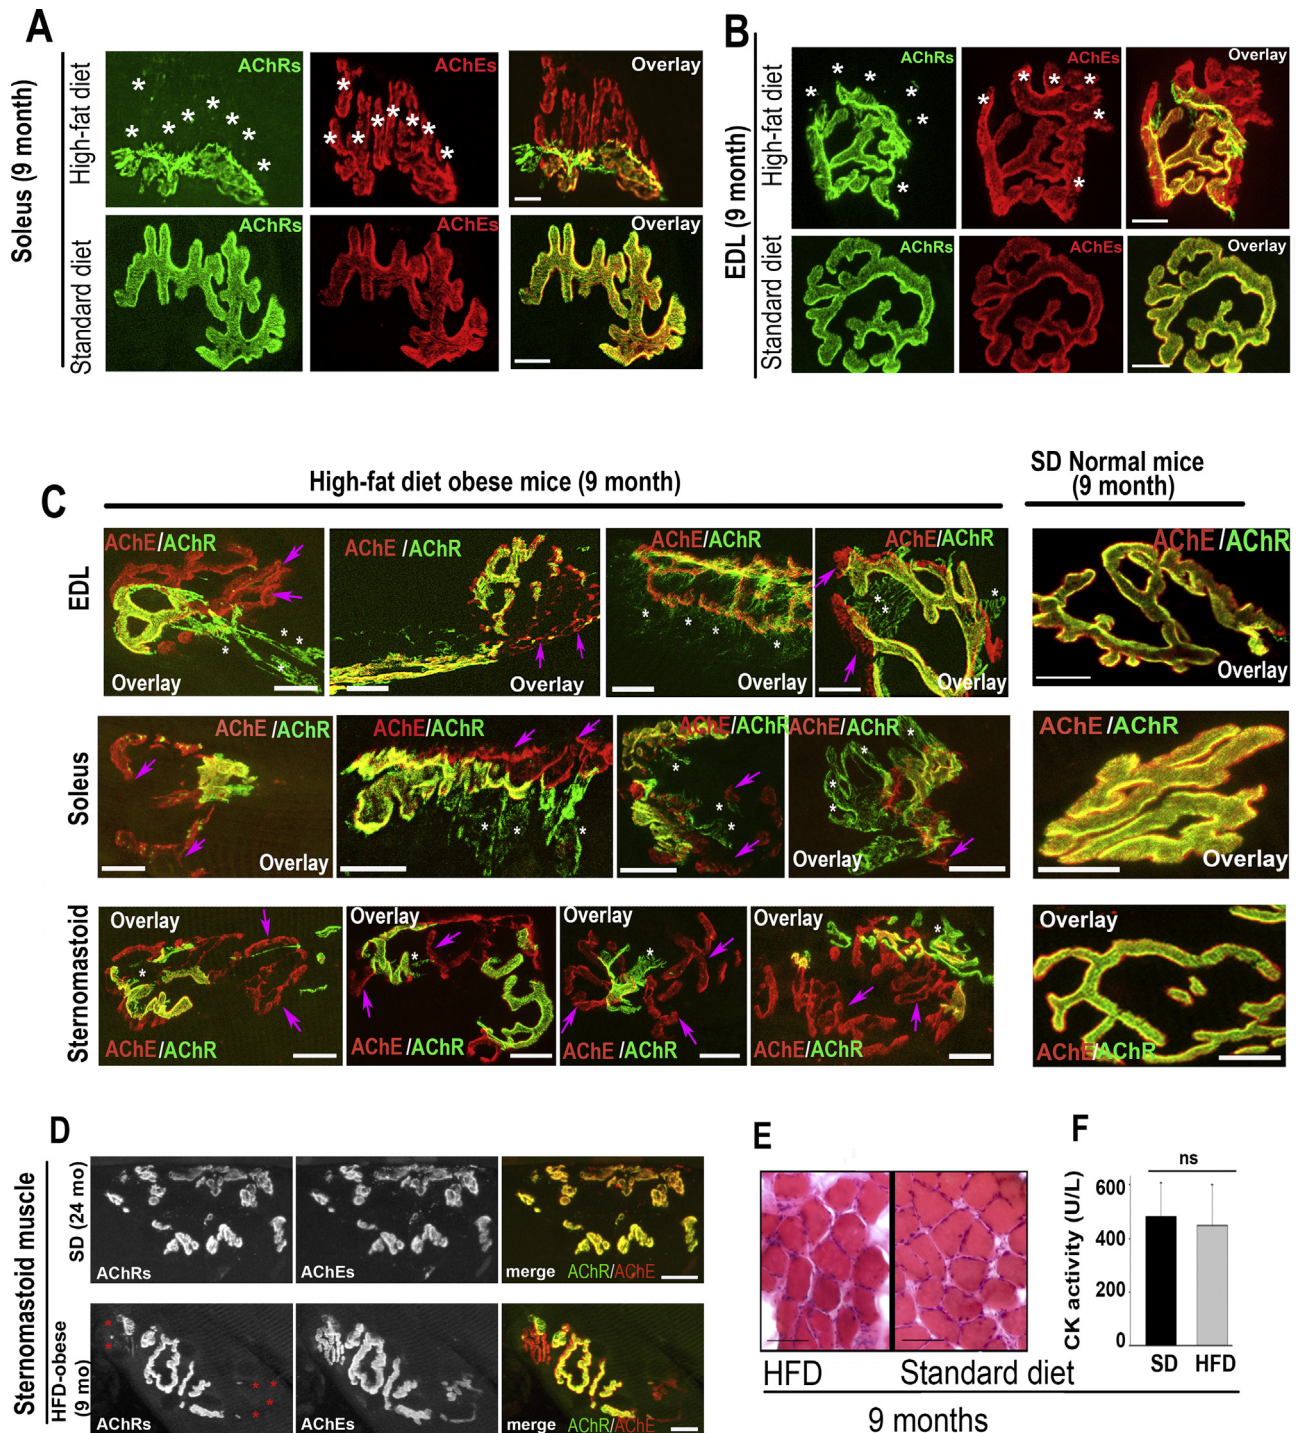 A
Soleus (9 month)
High-fat diet
AChRs
AChEs
Overlay
Standard diet
AChRs
AChEs
Overlay
B
EDL (9 month)
High-fat diet
AChRs
AChEs
Overlay
Standard diet
AChRs
AChEs
Overlay
C
High-fat diet obese mice (9 month)
SD Normal mice
(9 month)
EDL
AChE/AChR
Overlay
AChE /AChR
Overlay
AChE/AChR
Overlay
AChE/AChR
Overlay
AChE /AChR
Overlay
Soleus
AChE /AChR
Overlay
AChE/AChR
AChE/AChR
AChE/AChR
Overlay
AChE /AChR
Overlay
Sternomastoid
Overlay
AChE/AChR
Overlay
AChE/AChR
Overlay
AChE /AChR
Overlay
AChE/AChR
Overlay
AChE/AChR
D
Sternomastoid muscle
SD (24 mo)
AChRs
AChEs
merge
AChR/AChE
HFD-obese
(9 mo)
AChRs
AChEs
merge
AChR/AChE
E
HFD
Standard diet
9 months
F
ns
CK activity (U/L)
600
400
200
0
SD
HFD